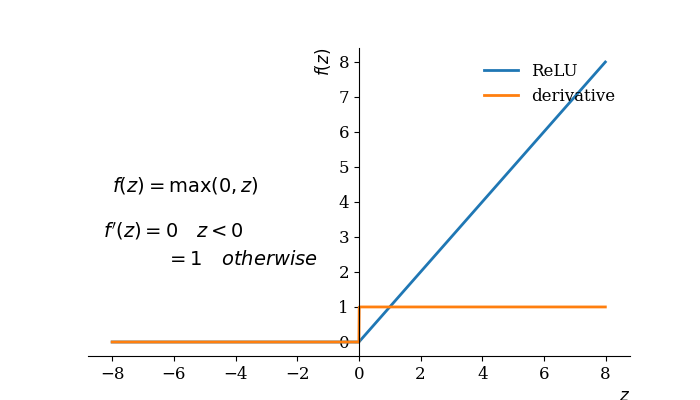 f(z)
8
7
6
5
4
3
2
1
0
ReLU
derivative
f(z) = max(0, z)
f′(z) = 0 z < 0
= 1 otherwise
−8 −6 −4 −2 0 2 4 6 8
z